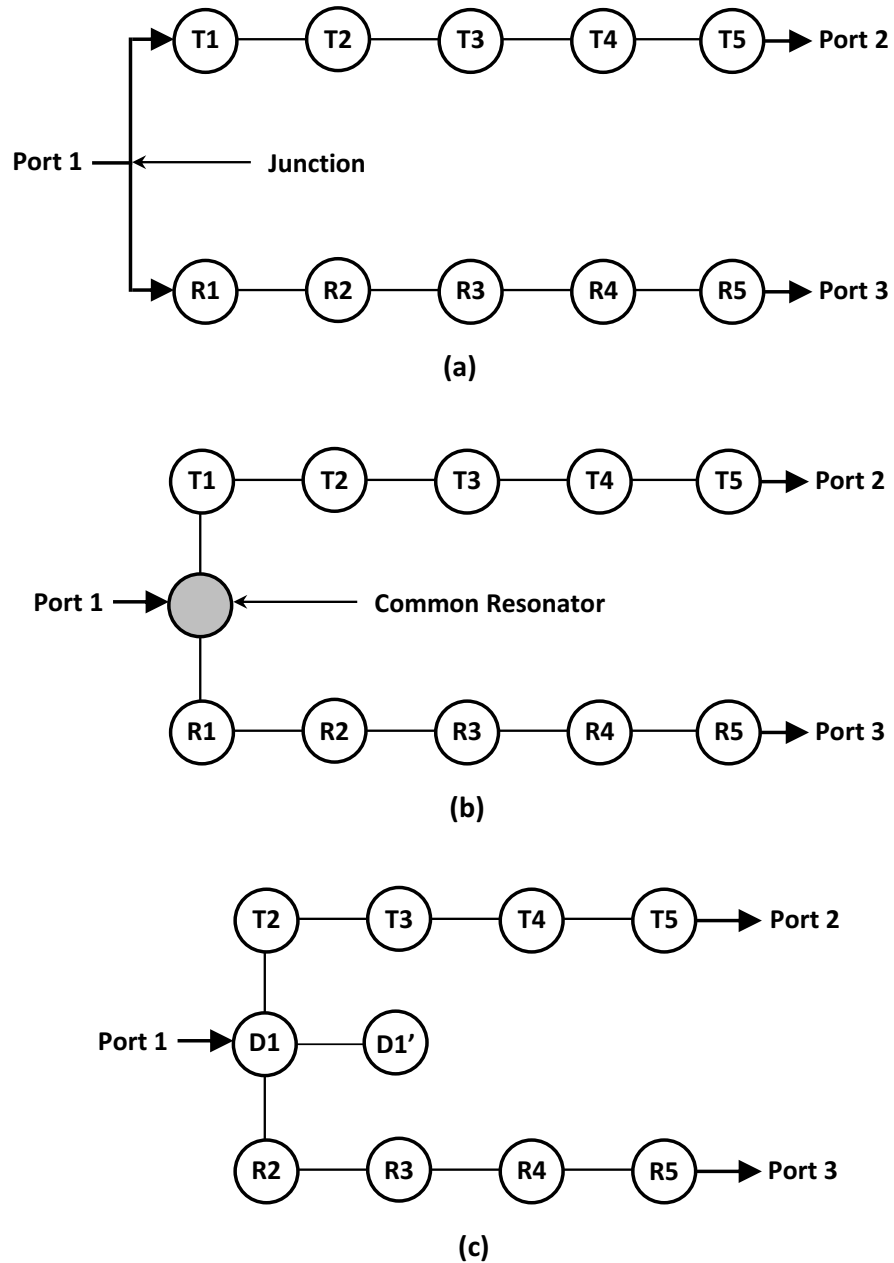 T1 T2 T3 T4 T5 Port 2
Port 1 Junction
R1 R2 R3 R4 R5 Port 3
(a)
T1 T2 T3 T4 T5 Port 2
Port 1 Common Resonator
R1 R2 R3 R4 R5 Port 3
(b)
T2 T3 T4 T5 Port 2
Port 1 D1 D1’
R2 R3 R4 R5 Port 3
(c)